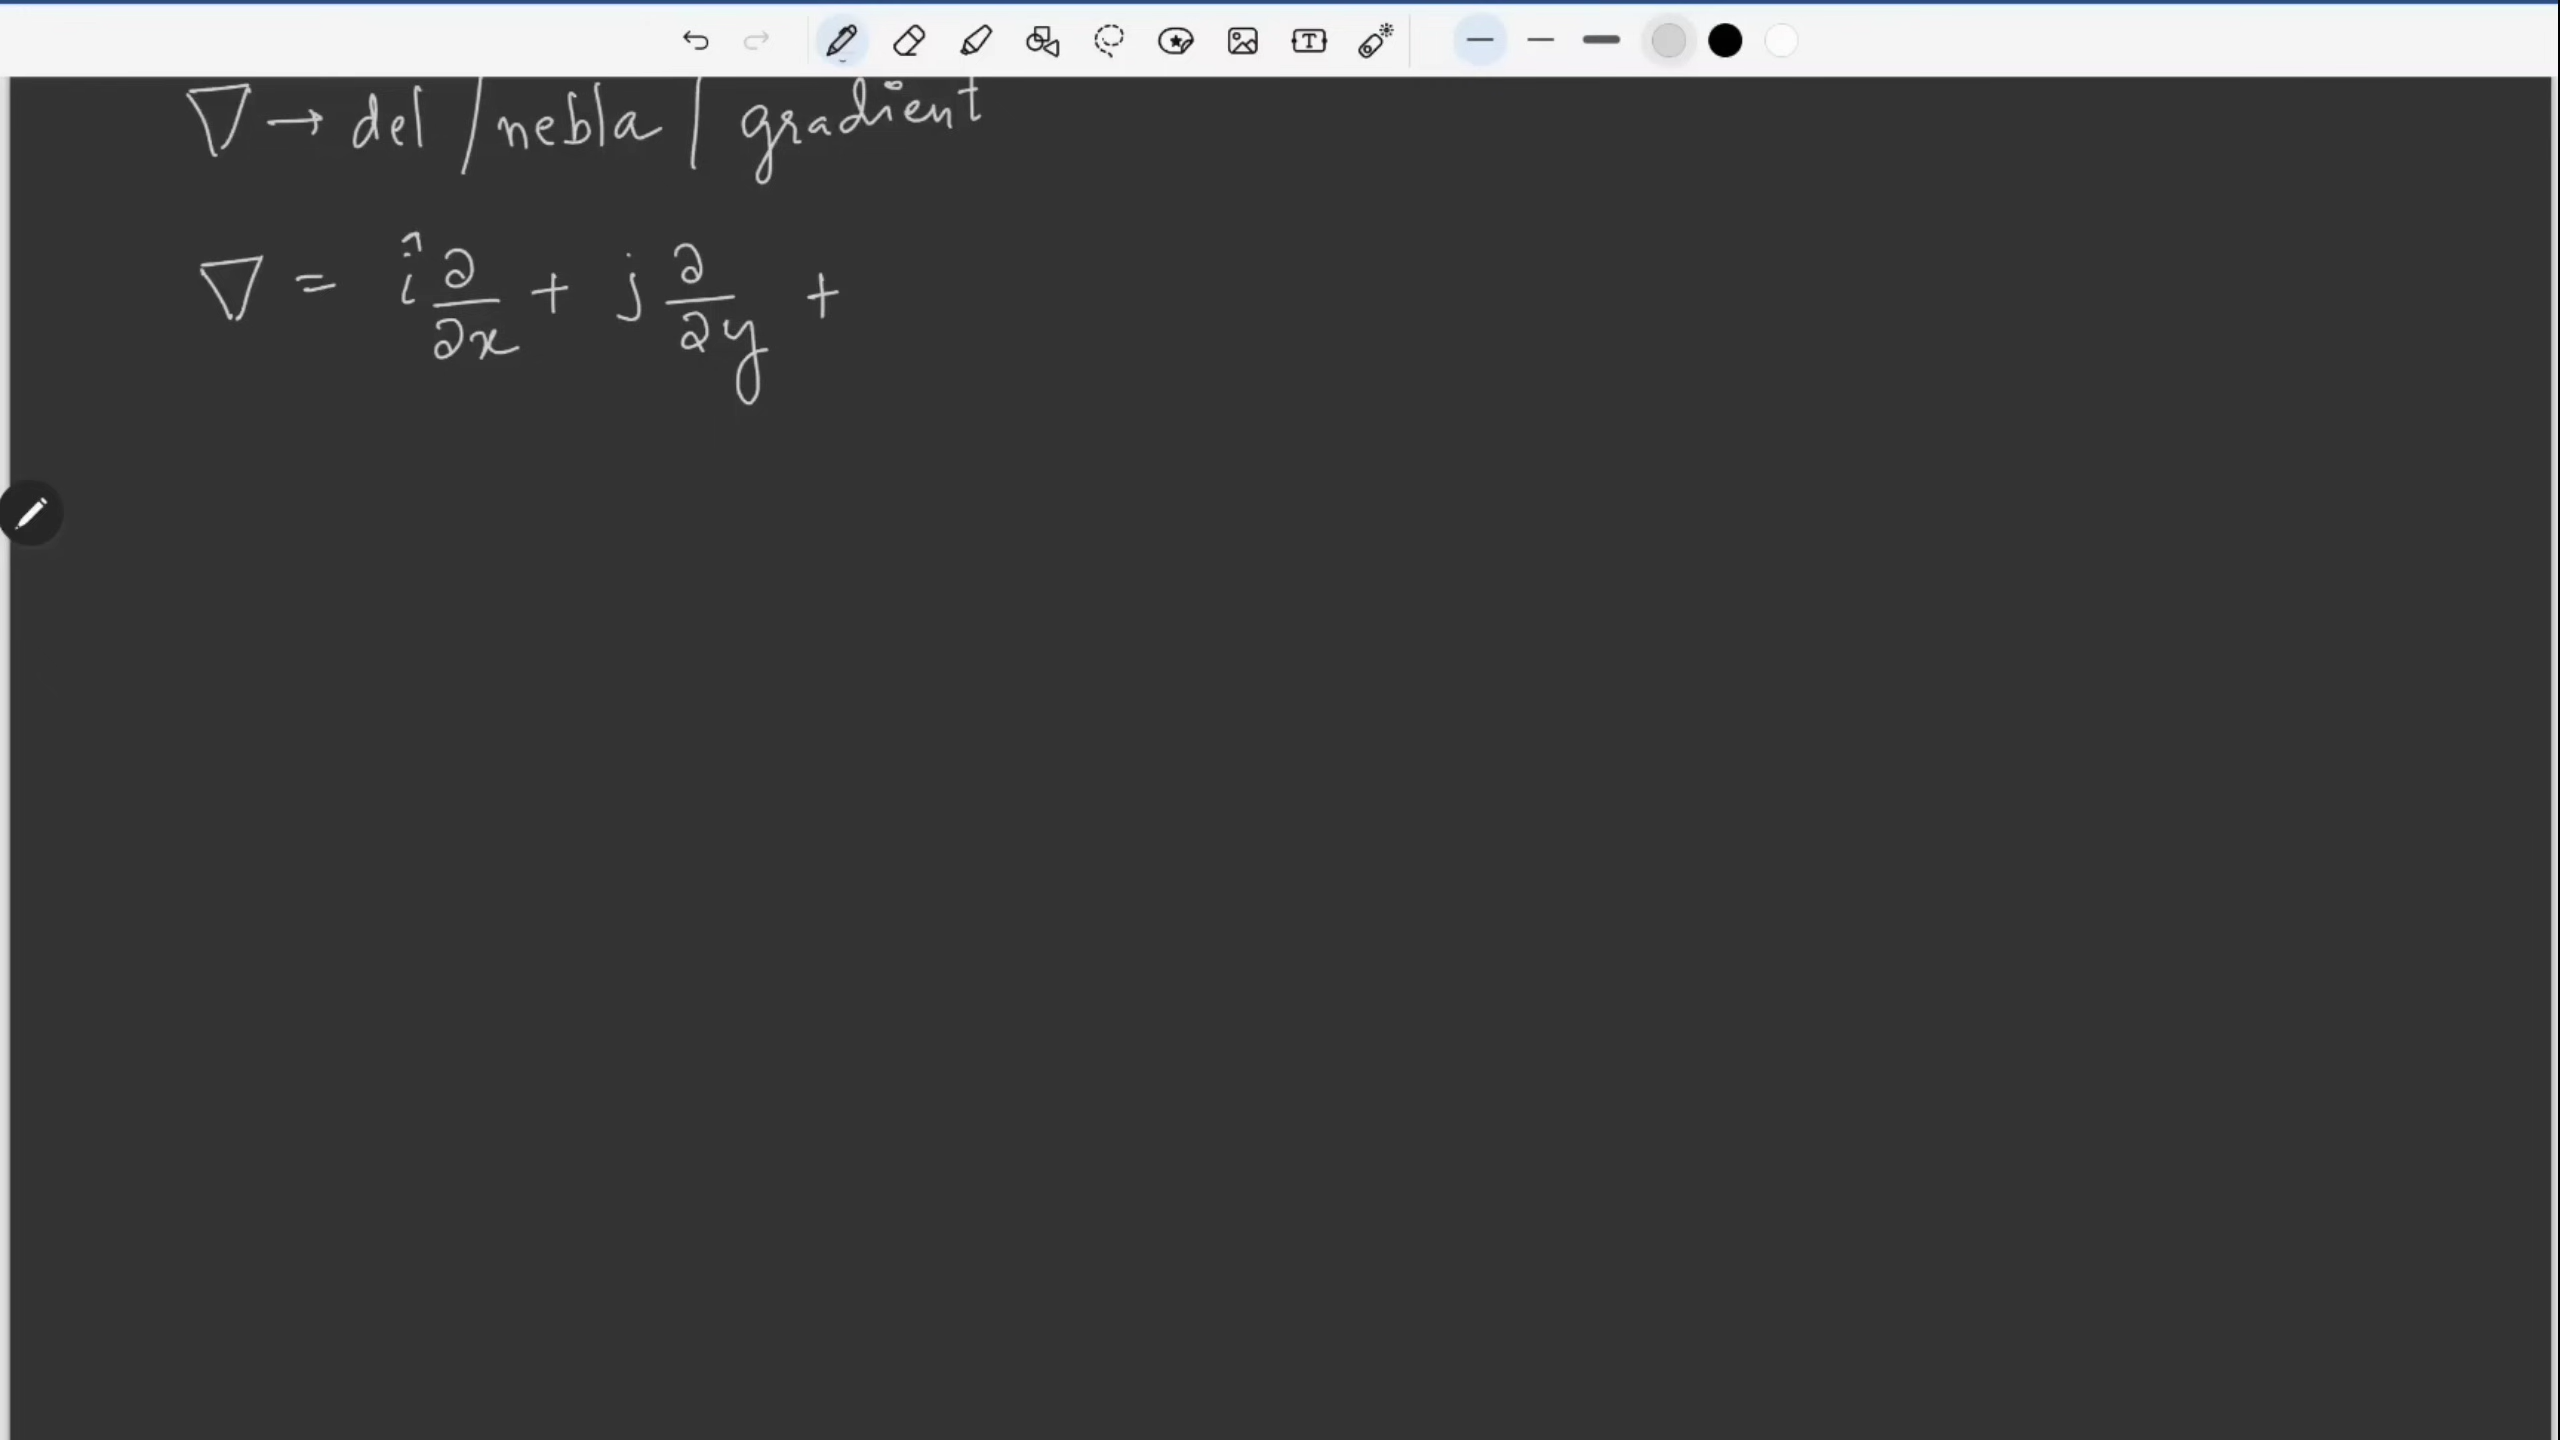 ∇ → del / nebla / gradient
∇ = î ∂/∂x + j ∂/∂y +